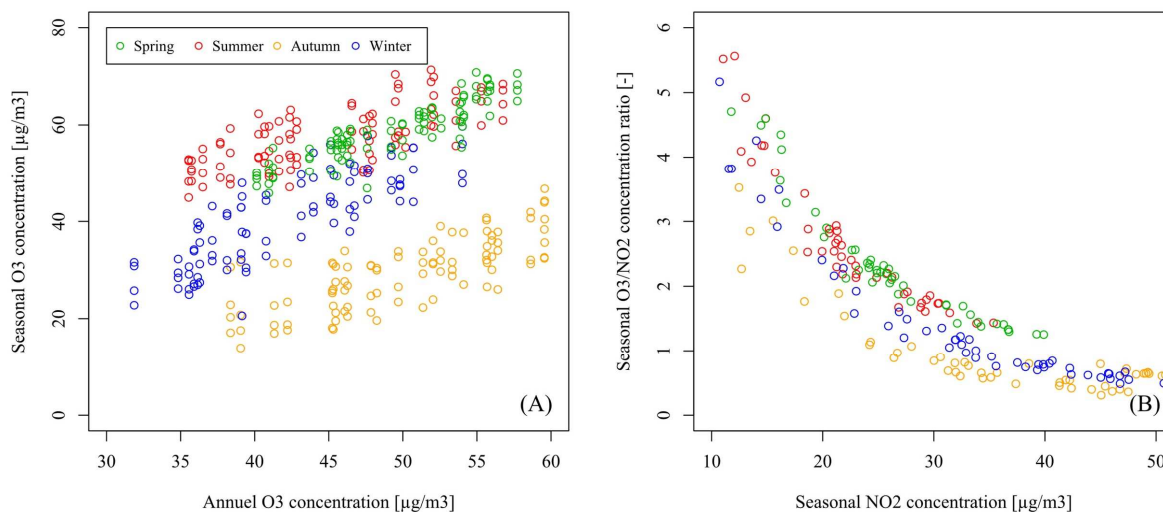 Seasonal O3 concentration [µg/m3]
80
60
40
20
0
Spring Summer Autumn Winter
(A)
30 35 40 45 50 55 60
Annuel O3 concentration [µg/m3]
Seasonal O3/NO2 concentration ratio [-]
6
5
4
3
2
1
0
(B)
10 20 30 40 50
Seasonal NO2 concentration [µg/m3]